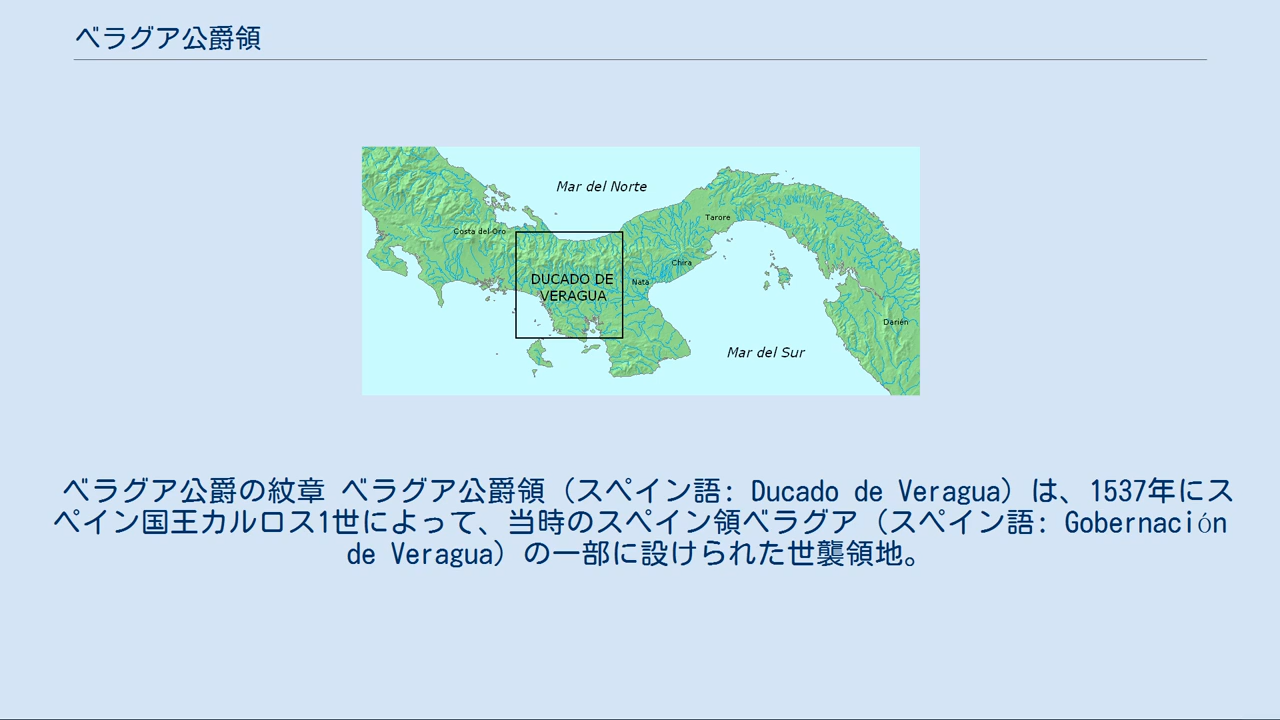 ベラグア公爵領
Mar del Norte
Tarore
Costa del Oro
Chira
DUCADO DE
VERAGUA
Natá
Darién
Mar del Sur
ベラグア公爵の紋章 ベラグア公爵領（スペイン語: Ducado de Veragua）は、1537年にス
ペイン国王カルロス1世によって、当時のスペイン領ベラグア（スペイン語: Gobernación
de Veragua）の一部に設けられた世襲領地。